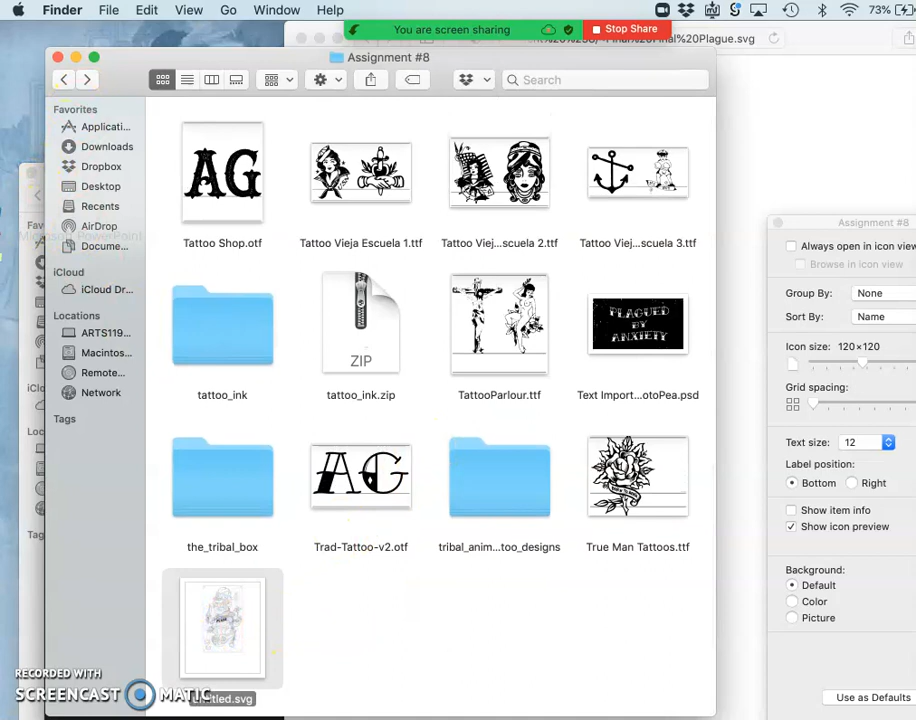 Finder File Edit View Go Window Help 73%
You are screen sharing Stop Share
Plague.svg
Assignment #8
Search
Favorites
Applicati...
Downloads
Dropbox
Desktop
Recents
AirDrop
Docume...
iCloud
iCloud Dr...
Locations
ARTS119...
Macintos...
Remote...
Network
Tags
AG
Tattoo Shop.otf
Tattoo Vieja Escuela 1.ttf
Tattoo Viej...scuela 2.ttf
Tattoo Viej...scuela 3.ttf
tattoo_ink
ZIP
tattoo_ink.zip
TattooParlour.ttf
PLAGUED
BY
ANXIETY
Text Import...otoPea.psd
the_tribal_box
AG
Trad-Tattoo-v2.otf
tribal_anim...too_designs
True Man Tattoos.ttf
untitled.svg
Assignment #8
Always open in icon view
Browse in icon view
Group By: None
Sort By: Name
Icon size: 120×120
Grid spacing:
Text size: 12
Label position:
Bottom Right
Show item info
Show icon preview
Background:
Default
Color
Picture
Use as Defaults
Microsoft PowerPoint
RECORDED WITH
SCREENCAST MATIC